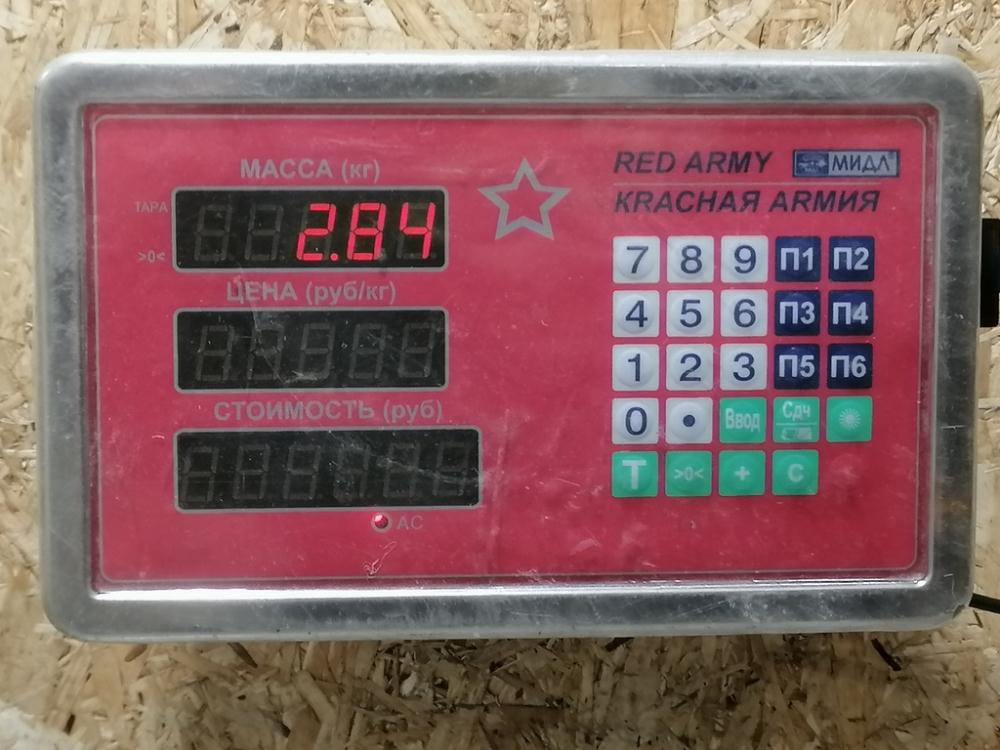 МАССА (кг)
ТАРА
2.84
>0<
ЦЕНА (руб/кг)
СТОИМОСТЬ (руб)
AC
RED ARMY
МИДЛ
КRАСНАЯ АRМИЯ
7 8 9 П1 П2
4 5 6 П3 П4
1 2 3 П5 П6
0 • Ввод Сдч
T >0< + C